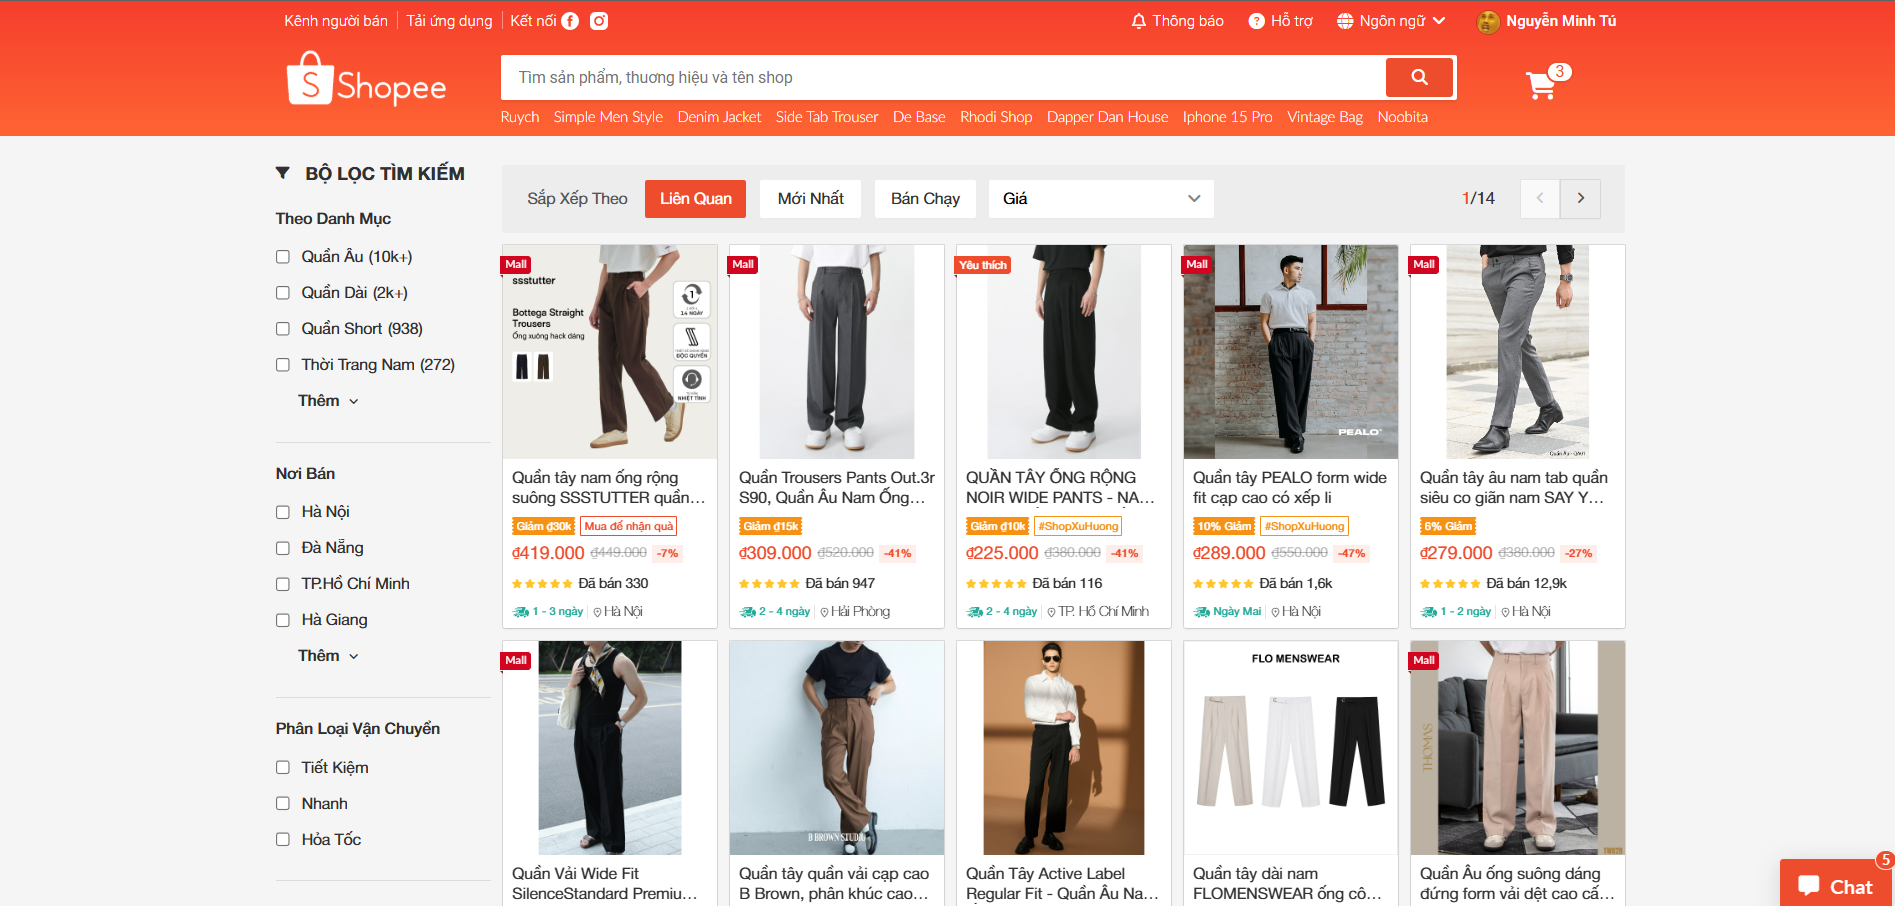 Kênh người bán
Tải ứng dụng
Kết nối
Thông báo
Hỗ trợ
Ngôn ngữ
Nguyễn Minh Tú
Shopee
Tìm sản phẩm, thương hiệu và tên shop
3
Ruych Simple Men Style Denim Jacket Side Tab Trouser De Base Rhodi Shop Dapper Dan House Iphone 15 Pro Vintage Bag Noobita
BỘ LỌC TÌM KIẾM
Theo Danh Mục
Quần Âu (10k+)
Quần Dài (2k+)
Quần Short (938)
Thời Trang Nam (272)
Thêm
Nơi Bán
Hà Nội
Đà Nẵng
TP.Hồ Chí Minh
Hà Giang
Thêm
Phân Loại Vận Chuyển
Tiết Kiệm
Nhanh
Hỏa Tốc
Sắp Xếp Theo
Liên Quan
Mới Nhất
Bán Chạy
Giá
1/14
Mall
ssstutter
Bottega Straight
Trousers
Ống xuông hack dáng
1
14 NGÀY
ĐỘC QUYỀN
NHIỆT TÌNH
Quần tây nam ống rộng
suông SSSTUTTER quần...
Giảm ₫30k
Mua để nhận quà
₫419.000 ₫449.000 -7%
Đã bán 330
1 - 3 ngày
Hà Nội
Mall
Quần Trousers Pants Out.3r
S90, Quần Âu Nam Ống...
Giảm ₫15k
₫309.000 ₫520.000 -41%
Đã bán 947
2 - 4 ngày
Hải Phòng
Yêu thích
QUẦN TÂY ỐNG RỘNG
NOIR WIDE PANTS - NA...
Giảm ₫10k
#ShopXuHuong
₫225.000 ₫380.000 -41%
Đã bán 116
2 - 4 ngày
TP. Hồ Chí Minh
Mall
PEALO
Quần tây PEALO form wide
fit cạp cao có xếp li
10% Giảm
#ShopXuHuong
₫289.000 ₫550.000 -47%
Đã bán 1,6k
Ngày Mai
Hà Nội
Mall
Quần tây âu nam tab quần
siêu co giãn nam SAY Y...
6% Giảm
₫279.000 ₫380.000 -27%
Đã bán 12,9k
1 - 2 ngày
Hà Nội
Mall
Quần Vải Wide Fit
SilenceStandard Premiu...
B BROWN STUDIO
Quần tây quần vải cạp cao
B Brown, phân khúc cao...
Quần Tây Active Label
Regular Fit - Quần Âu Na...
FLO MENSWEAR
Quần tây dài nam
FLOMENSWEAR ống cô...
Mall
THOMAS
Quần Âu ống suông dáng
đứng form vải dệt cao cấ...
Chat
5